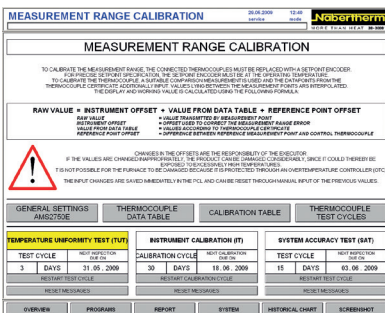 MEASUREMENT RANGE CALIBRATION
28.05.2009 12:46
service mode
Nabertherm
MORE THAN HEAT 30-3000
MEASUREMENT RANGE CALIBRATION
TO CALIBRATE THE MEASUREMENT RANGE, THE CONNECTED THERMOCOUPLES MUST BE REPLACED WITH A SETPOINT ENCODER.
FOR PRECISE SETPOINT SPECIFICATION, THE SETPOINT ENCODER MUST BE AT THE OPERATING TEMPERATURE.
TO CALIBRATE THE THERMOCOUPLE, A SUITABLE COMPARISON MEASUREMENT IS USED AND THE DATAPOINTS FROM THE
THERMOCOUPLE CERTIFICATE ADDITIONALLY INPUT. VALUES LYING BETWEEN THE MEASUREMENT POINTS ARE INTERPOLATED.
THE DISPLAY AND WORKING VALUE IS CALCULATED USING THE FOLLOWING FORMULA
RAW VALUE = INSTRUMENT OFFSET + VALUE FROM DATA TABLE + REFERENCE POINT OFFSET
RAW VALUE = VALUE TRANSMITTED BY MEASUREMENT POINT
INSTRUMENT OFFSET = OFFSET USED TO CORRECT THE MEASUREMENT RANGE ERROR
VALUE FROM DATA TABLE = VALUES ACCORDING TO THERMOCOUPLE CERTIFICATE
REFERENCE POINT OFFSET = DIFFERENCE BETWEEN REFERENCE MEASUREMENT POINT AND CONTROL THERMOCOUPLE
CHANGES IN THE OFFSETS ARE THE RESPONSIBILITY OF THE EXECUTOR.
IF THE VALUES ARE CHANGED INAPPROPRIATELY, THE PRODUCT CAN BE DAMAGED CONSIDERABLY, SINCE IT COULD THEREBY BE
EXPOSED TO EXCESSIVELY HIGH TEMPERATURES.
IT IS NOT POSSIBLE FOR THE FURNACE TO BE DAMAGED BECAUSE IT IS PROTECTED THROUGH AN OVERTEMPERATURE CONTROLLER (OTC)
THE INPUT CHANGES ARE SAVED IMMEDIATELY IN THE PLC AND CAN BE RESET THROUGH MANUAL INPUT OF THE PREVIOUS VALUES.
GENERAL SETTINGS AMS2750E
THERMOCOUPLE DATA TABLE
CALIBRATION TABLE
THERMOCOUPLE TEST CYCLES
TEMPERATURE UNIFORMITY TEST (TUT)
INSTRUMENT CALIBRATION (IT)
SYSTEM ACCURACY TEST (SAT)
TEST CYCLE NEXT INSPECTION DUE ON
CALIBRATION CYCLE NEXT INSPECTION DUE ON
TEST CYCLE NEXT INSPECTION DUE ON
3 DAYS 31.05.2009
30 DAYS 18.06.2009
15 DAYS 03.06.2009
RESTART TEST CYCLE
RESTART CALIBRATION CYCLE
RESTART TEST CYCLE
RESET MESSAGES
RESET MESSAGES
RESET MESSAGES
OVERVIEW
PROGRAMS
REPORT
SYSTEM
HISTORICAL CHART
SCREENSHOT